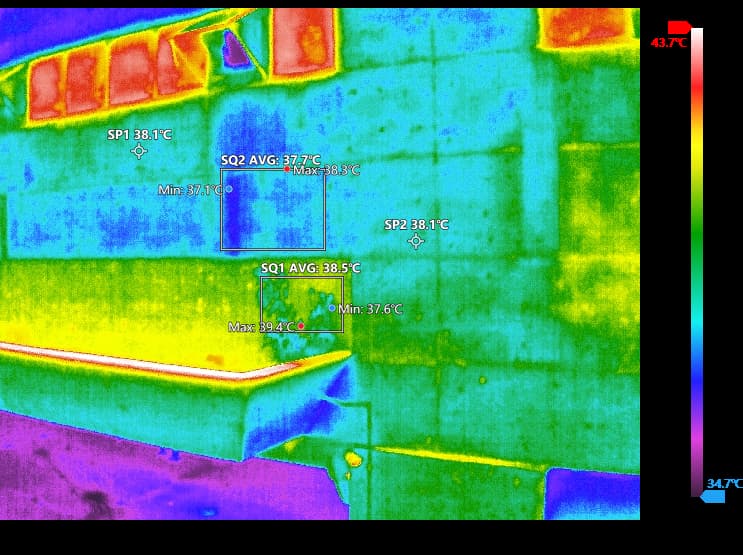 43.7℃
SP1 38.1℃
SQ2 AVG: 37.7℃
Max: 38.3℃
Min: 37.1℃
SP2 38.1℃
SQ1 AVG: 38.5℃
Min: 37.6℃
Max: 39.4℃
34.7℃